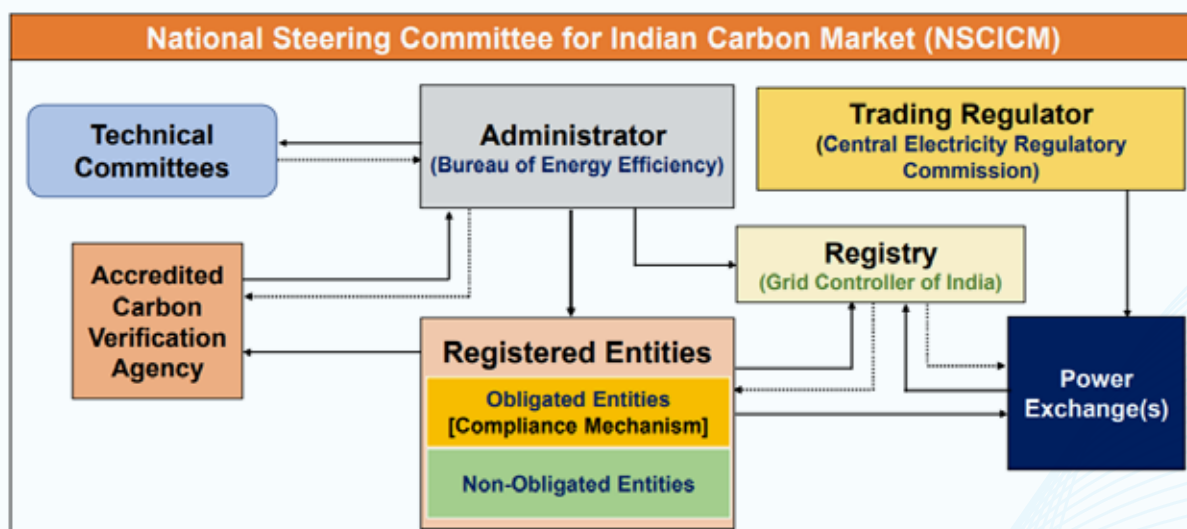 National Steering Committee for Indian Carbon Market (NSCICM)
Technical
Committees
Administrator
(Bureau of Energy Efficiency)
Trading Regulator
(Central Electricity Regulatory
Commission)
Accredited
Carbon
Verification
Agency
Registry
(Grid Controller of India)
Registered Entities
Obligated Entities
[Compliance Mechanism]
Non-Obligated Entities
Power
Exchange(s)